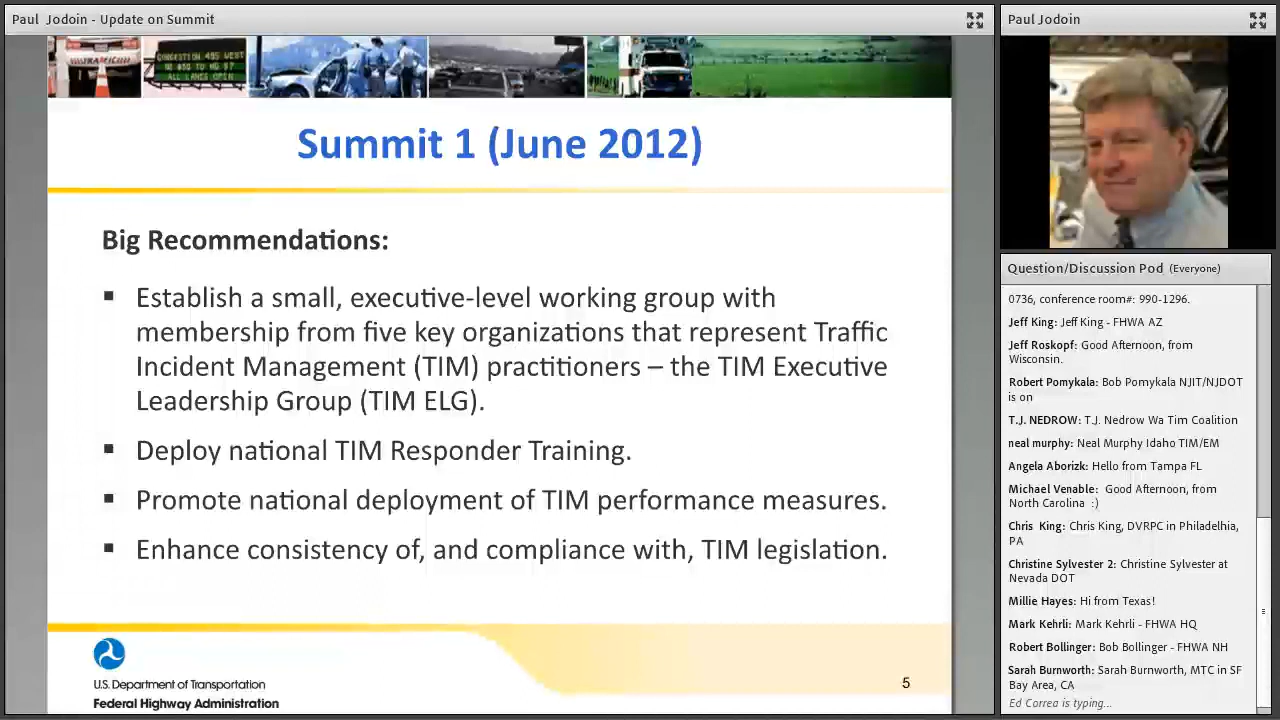 Paul Jodoin - Update on Summit
CONGESTION 495 WEST
ALL LANES OPEN
Summit 1 (June 2012)
Big Recommendations:
▪ Establish a small, executive-level working group with
membership from five key organizations that represent Traffic
Incident Management (TIM) practitioners – the TIM Executive
Leadership Group (TIM ELG).
▪ Deploy national TIM Responder Training.
▪ Promote national deployment of TIM performance measures.
▪ Enhance consistency of, and compliance with, TIM legislation.
U.S. Department of Transportation
Federal Highway Administration
5
Paul Jodoin
Question/Discussion Pod (Everyone)
0736, conference room#: 990-1296.
Jeff King: Jeff King - FHWA AZ
Jeff Roskopf: Good Afternoon, from
Wisconsin.
Robert Pomykala: Bob Pomykala NJIT/NJDOT
is on
T.J. NEDROW: T.J. Nedrow Wa Tim Coalition
neal murphy: Neal Murphy Idaho TIM/EM
Angela Aborizk: Hello from Tampa FL
Michael Venable: Good Afternoon, from
North Carolina :)
Chris King: Chris King, DVRPC in Philadelhia,
PA
Christine Sylvester 2: Christine Sylvester at
Nevada DOT
Millie Hayes: Hi from Texas!
Mark Kehrli: Mark Kehrli - FHWA HQ
Robert Bollinger: Bob Bollinger - FHWA NH
Sarah Burnworth: Sarah Burnworth, MTC in SF
Bay Area, CA
Ed Correa is typing...